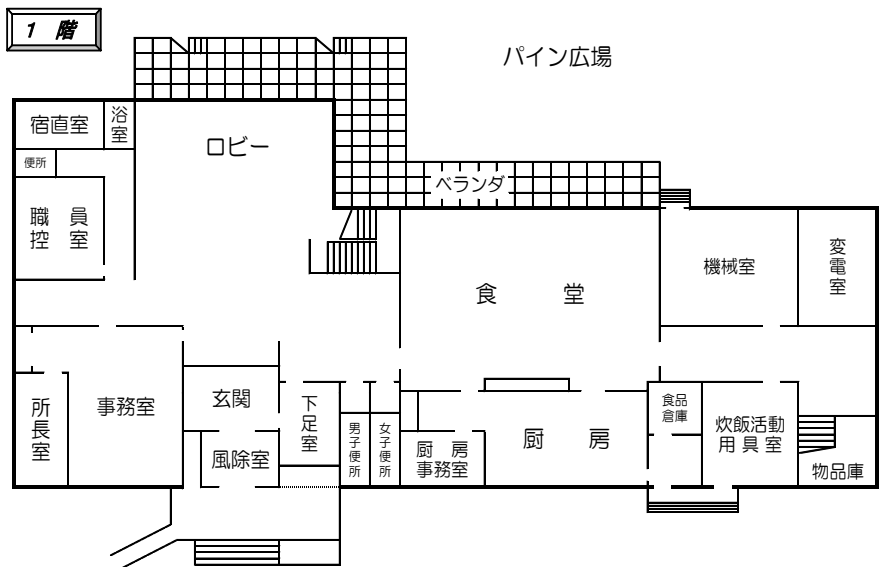 1 階
パイン広場
宿直室
浴室
ロビー
便所
ベランダ
職 員
控 室
機械室
変電室
食 堂
所長室
事務室
玄関
下足室
男子便所
女子便所
食品
倉庫
炊飯活動
用具室
厨 房
厨 房
事務室
風除室
物品庫